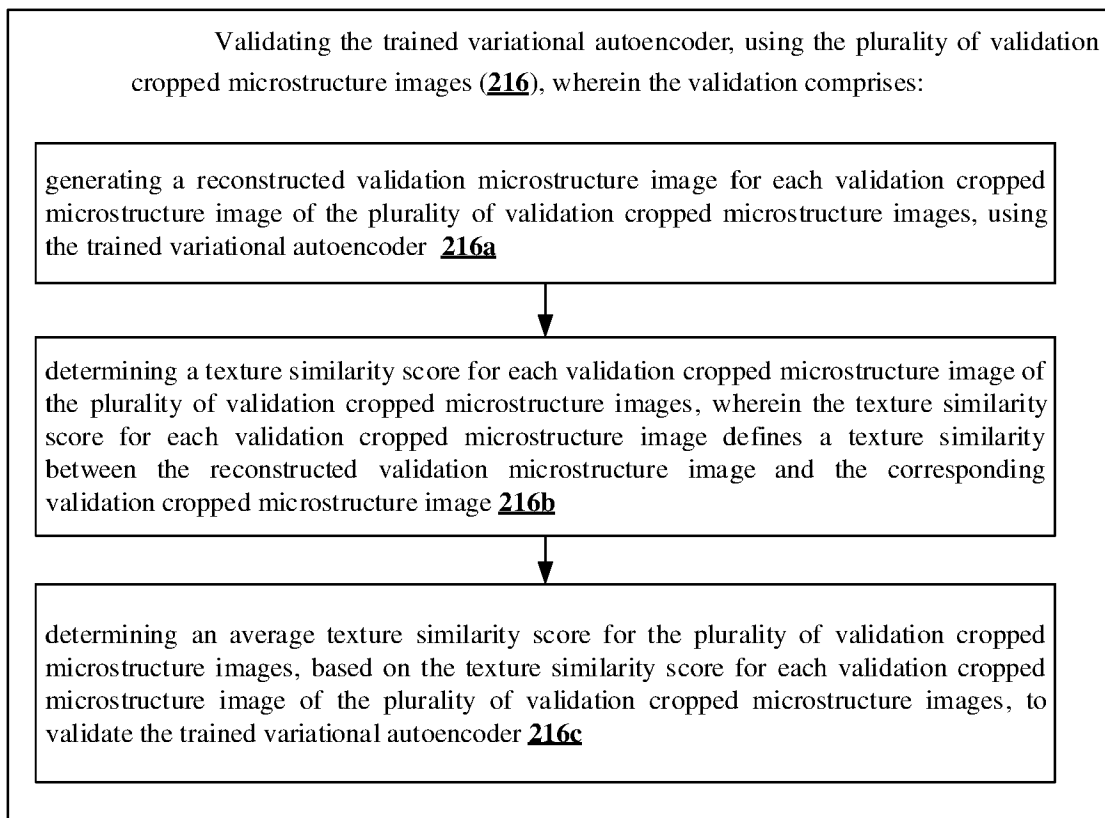 Validating the trained variational autoencoder, using the plurality of validation
cropped microstructure images (216), wherein the validation comprises:
generating a reconstructed validation microstructure image for each validation cropped
microstructure image of the plurality of validation cropped microstructure images, using
the trained variational autoencoder 216a
determining a texture similarity score for each validation cropped microstructure image of
the plurality of validation cropped microstructure images, wherein the texture similarity
score for each validation cropped microstructure image defines a texture similarity
between the reconstructed validation microstructure image and the corresponding
validation cropped microstructure image 216b
determining an average texture similarity score for the plurality of validation cropped
microstructure images, based on the texture similarity score for each validation cropped
microstructure image of the plurality of validation cropped microstructure images, to
validate the trained variational autoencoder 216c